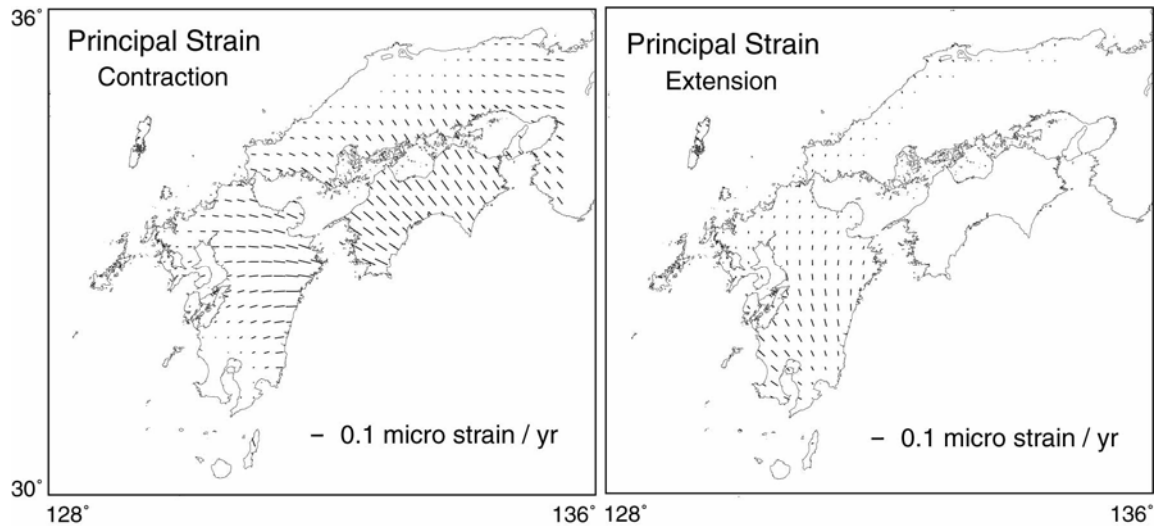 36°
Principal Strain
Contraction
– 0.1 micro strain / yr
30°
128°
136°
Principal Strain
Extension
– 0.1 micro strain / yr
128°
136°